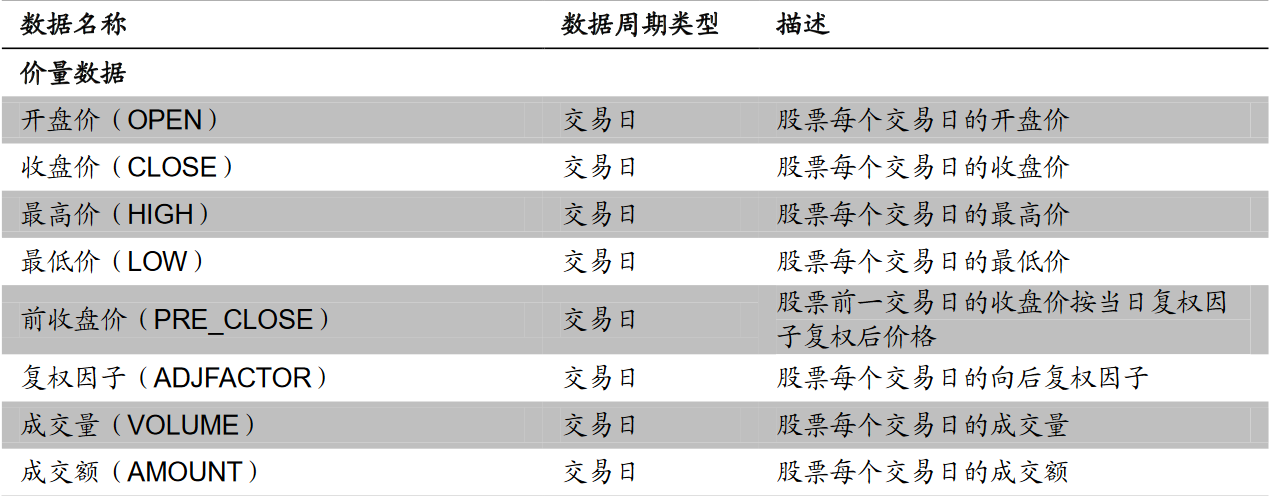 数据名称 数据周期类型 描述
价量数据
开盘价（OPEN） 交易日 股票每个交易日的开盘价
收盘价（CLOSE） 交易日 股票每个交易日的收盘价
最高价（HIGH） 交易日 股票每个交易日的最高价
最低价（LOW） 交易日 股票每个交易日的最低价
前收盘价（PRE_CLOSE） 交易日 股票前一交易日的收盘价按当日复权因
子复权后价格
复权因子（ADJFACTOR） 交易日 股票每个交易日的向后复权因子
成交量（VOLUME） 交易日 股票每个交易日的成交量
成交额（AMOUNT） 交易日 股票每个交易日的成交额